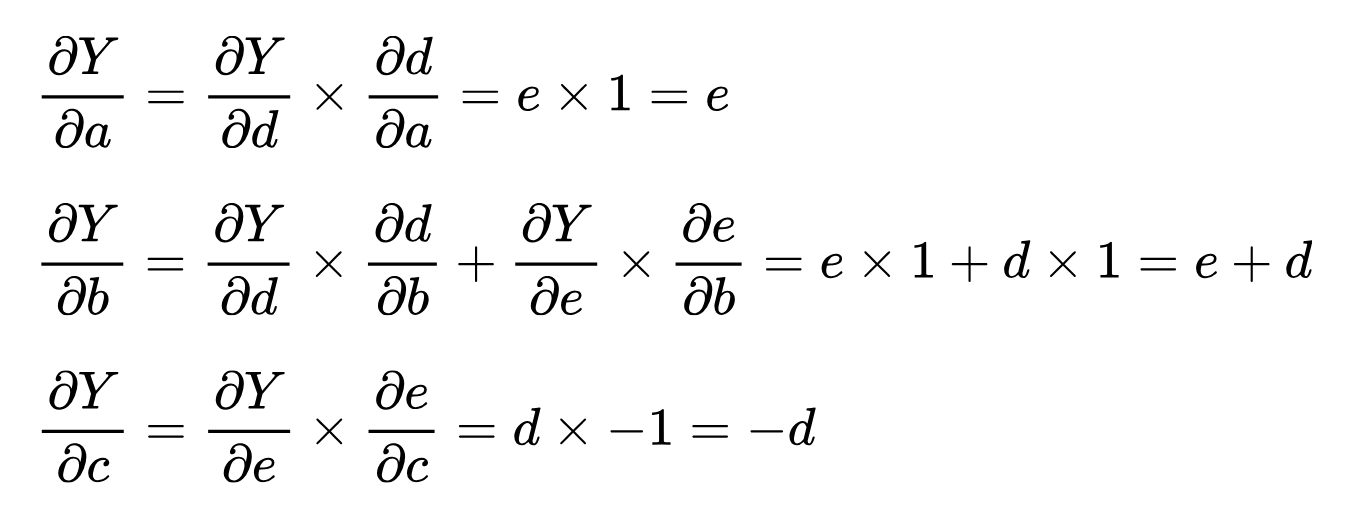 ∂Y/∂a = ∂Y/∂d × ∂d/∂a = e × 1 = e
∂Y/∂b = ∂Y/∂d × ∂d/∂b + ∂Y/∂e × ∂e/∂b = e × 1 + d × 1 = e + d
∂Y/∂c = ∂Y/∂e × ∂e/∂c = d × −1 = −d